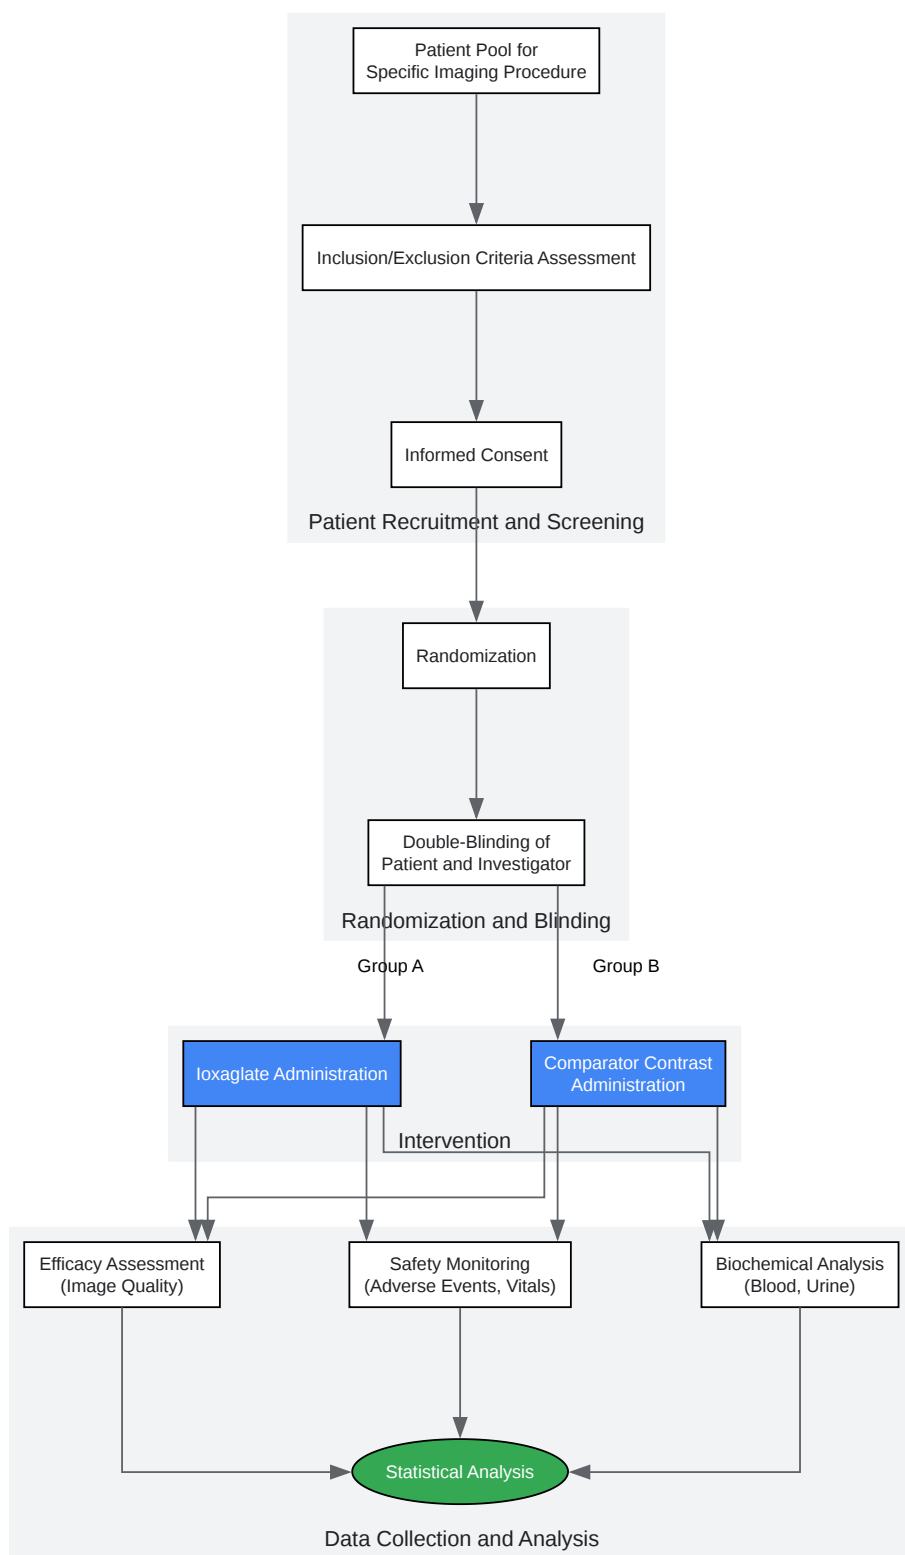 Patient Pool for
Specific Imaging Procedure
Inclusion/Exclusion Criteria Assessment
Informed Consent
Patient Recruitment and Screening
Randomization
Double-Blinding of
Patient and Investigator
Randomization and Blinding
Group A
Group B
Ioxaglate Administration
Comparator Contrast
Administration
Intervention
Efficacy Assessment
(Image Quality)
Safety Monitoring
(Adverse Events, Vitals)
Biochemical Analysis
(Blood, Urine)
Statistical Analysis
Data Collection and Analysis